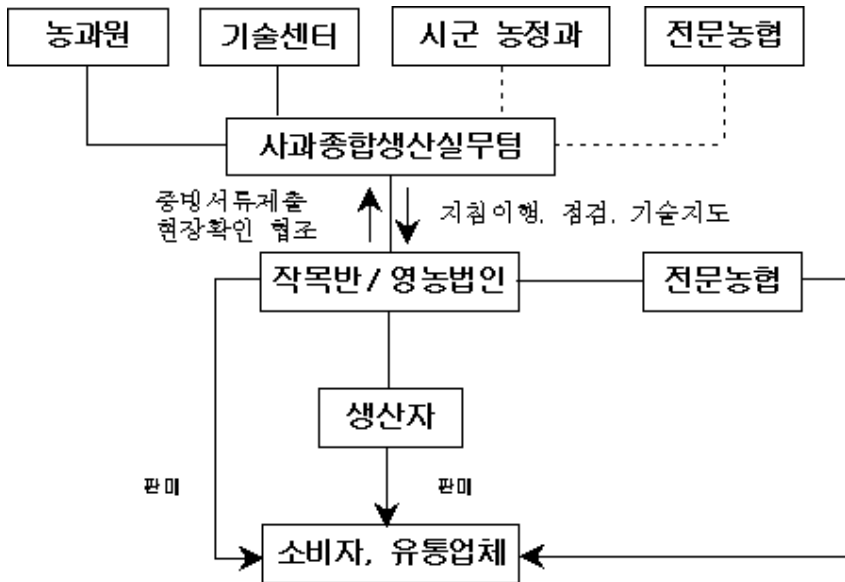 농과원
기술센터
시군 농정과
전문농협
사과종합생산실무팀
증빙서류제출
현장확인 협조
지침이행, 점검, 기술지도
작목반 / 영농법인
전문농협
생산자
판매
판매
소비자, 유통업체